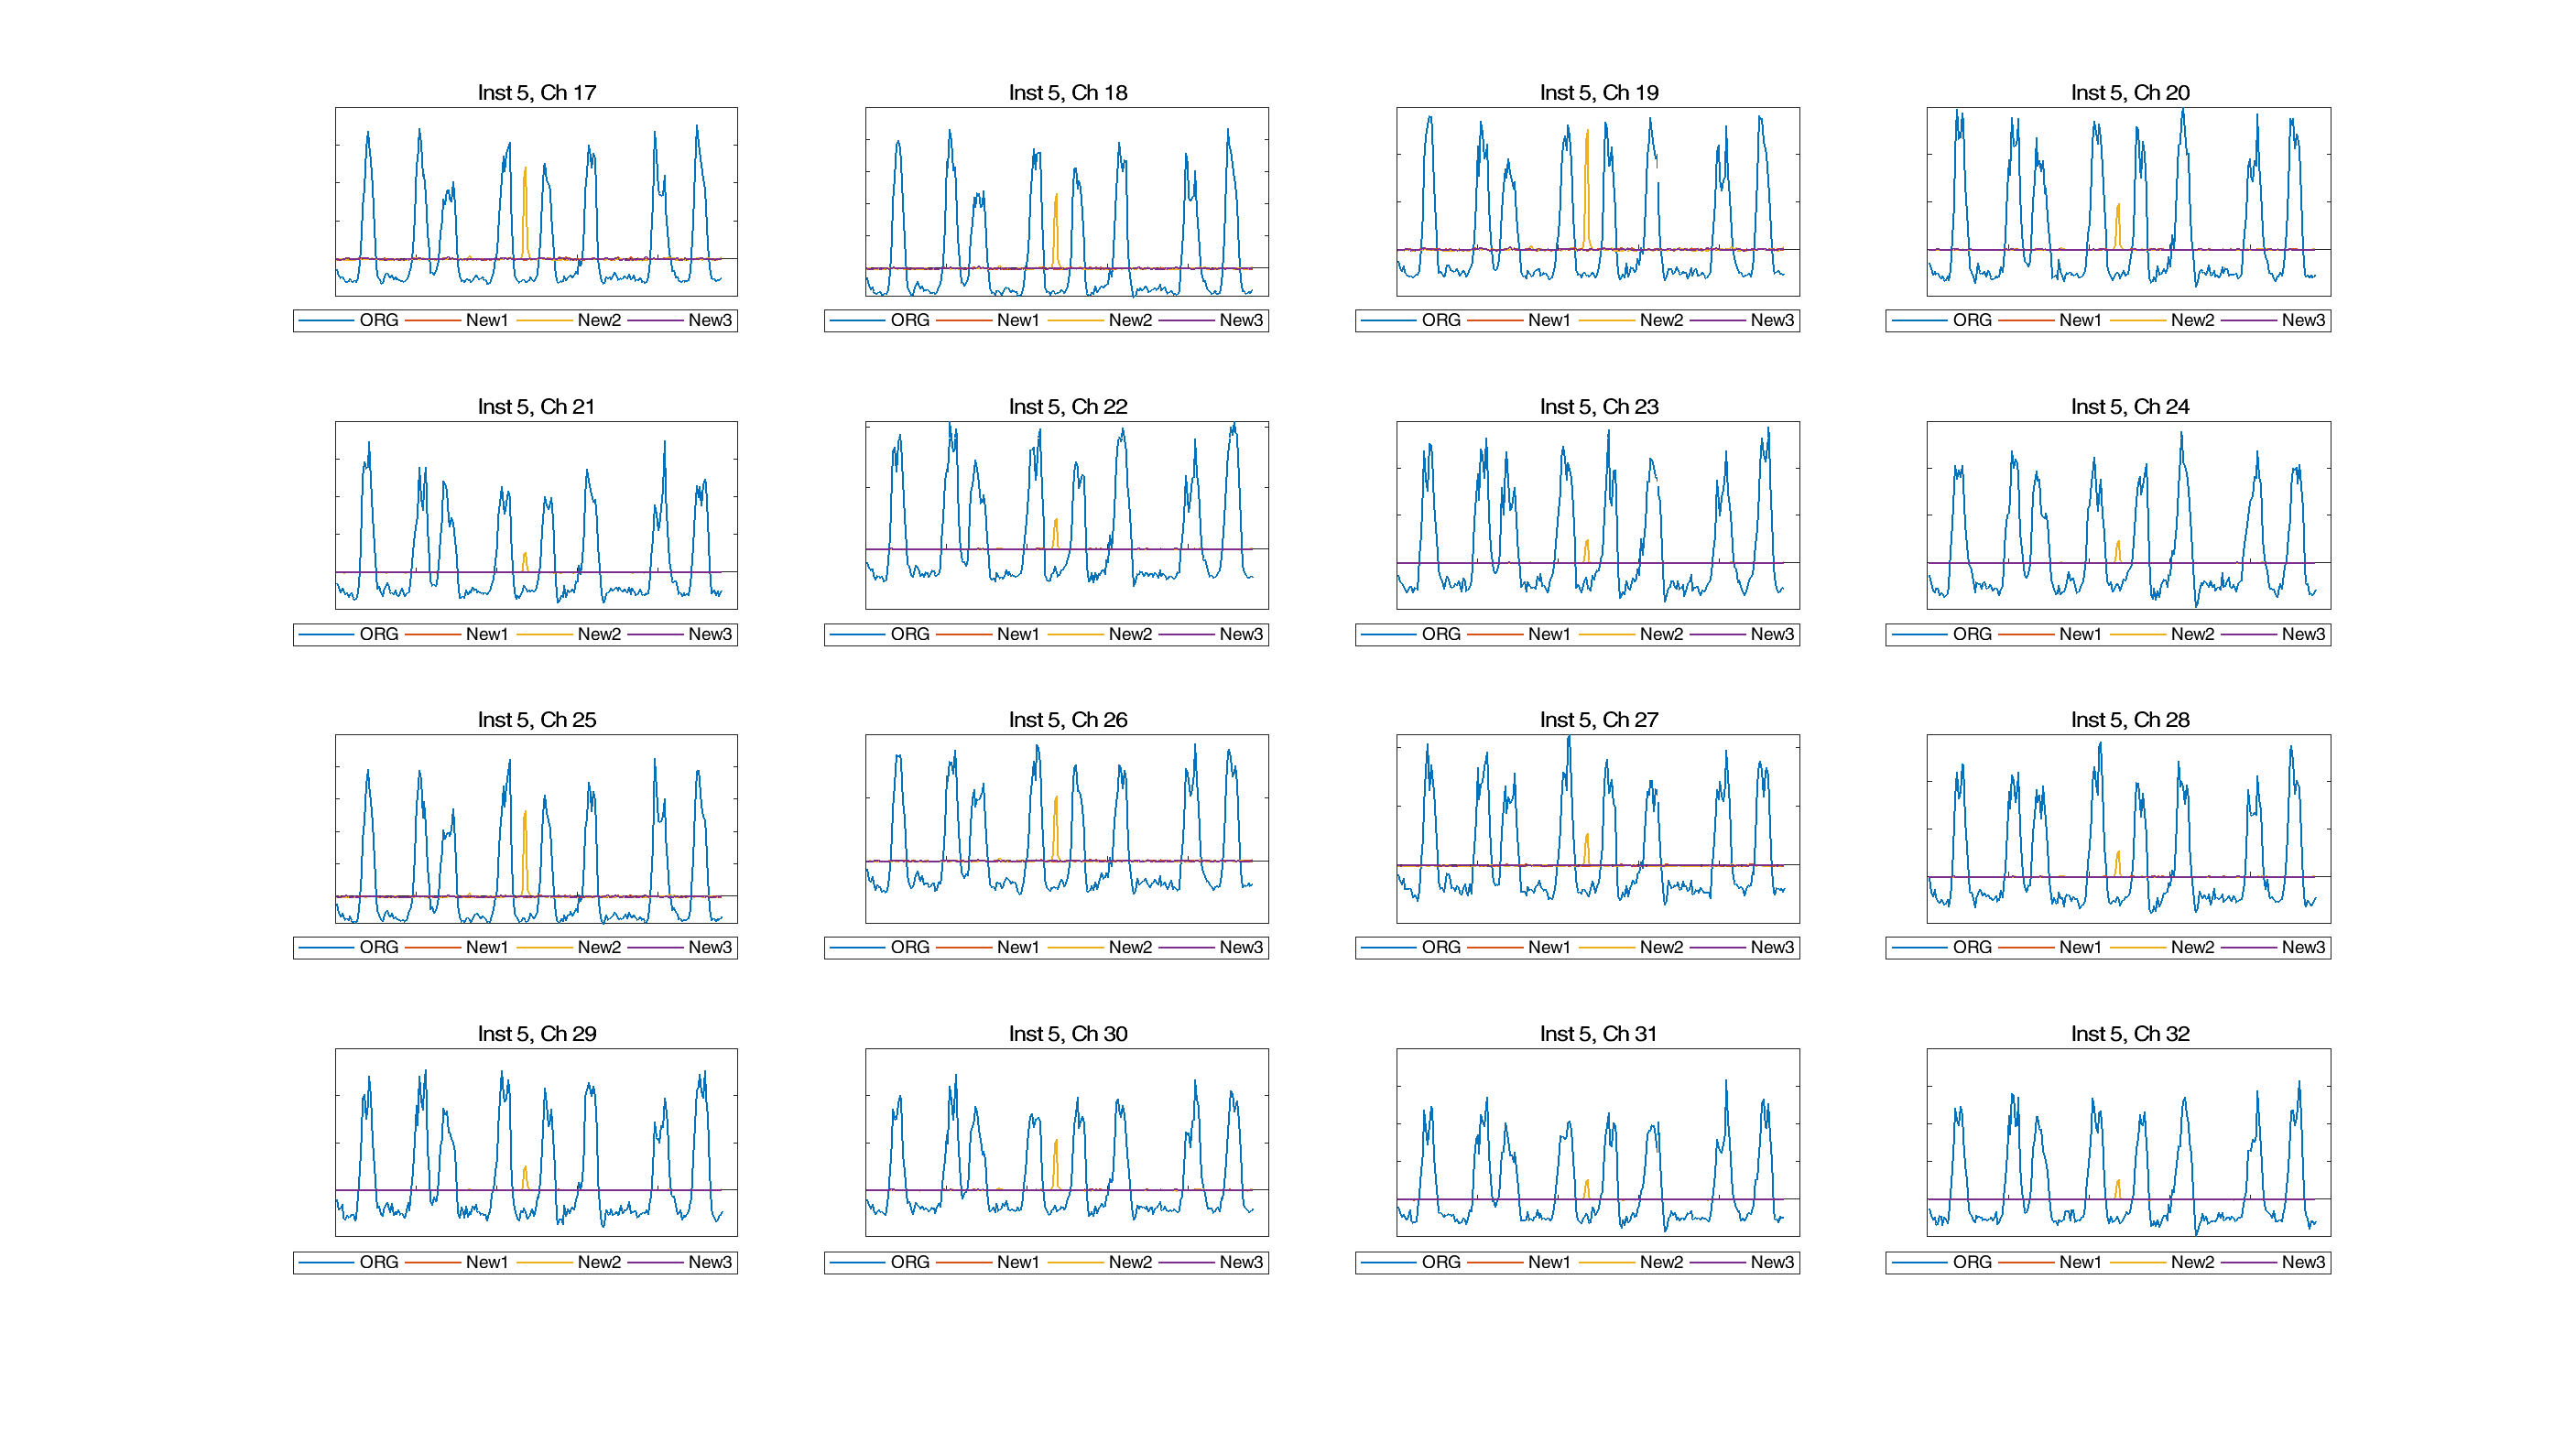 Inst 5, Ch 17
Inst 5, Ch 18
Inst 5, Ch 19
Inst 5, Ch 20
ORG New1 New2 New3
ORG New1 New2 New3
ORG New1 New2 New3
ORG New1 New2 New3
Inst 5, Ch 21
Inst 5, Ch 22
Inst 5, Ch 23
Inst 5, Ch 24
ORG New1 New2 New3
ORG New1 New2 New3
ORG New1 New2 New3
ORG New1 New2 New3
Inst 5, Ch 25
Inst 5, Ch 26
Inst 5, Ch 27
Inst 5, Ch 28
ORG New1 New2 New3
ORG New1 New2 New3
ORG New1 New2 New3
ORG New1 New2 New3
Inst 5, Ch 29
Inst 5, Ch 30
Inst 5, Ch 31
Inst 5, Ch 32
ORG New1 New2 New3
ORG New1 New2 New3
ORG New1 New2 New3
ORG New1 New2 New3